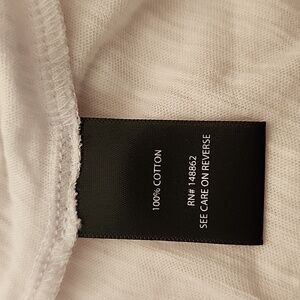 100% COTTON
RN# 148862
SEE CARE ON REVERSE